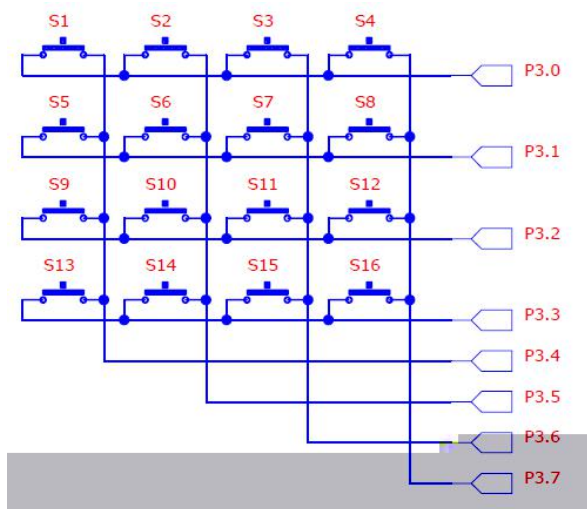 S1 S2 S3 S4
P3.0
S5 S6 S7 S8
P3.1
S9 S10 S11 S12
P3.2
S13 S14 S15 S16
P3.3
P3.4
P3.5
P3.6
P3.7